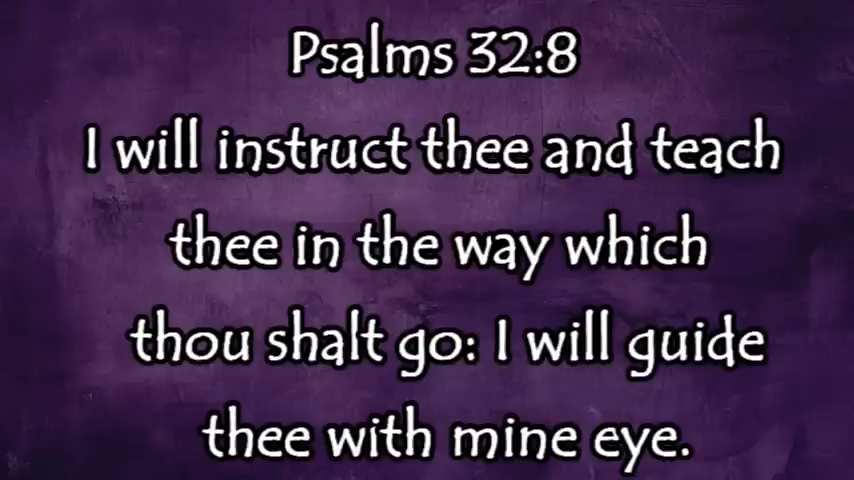 Psalms 32:8
I will instruct thee and teach
thee in the way which
thou shalt go: I will guide
thee with mine eye.